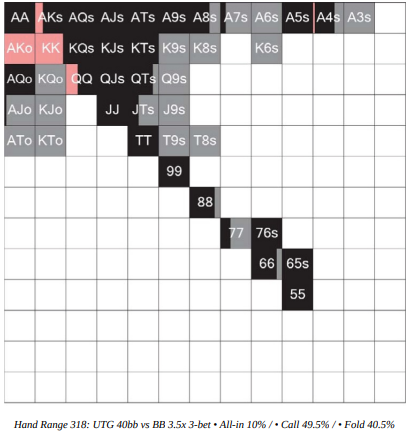 AA AKs AQs AJs ATs A9s A8s A7s A6s A5s A4s A3s
AKo KK KQs KJs KTs K9s K8s K6s
AQo KQo QQ QJs QTs Q9s
AJo KJo JJ JTs J9s
ATo KTo TT T9s T8s
99
88
77 76s
66 65s
55
Hand Range 318: UTG 40bb vs BB 3.5x 3-bet • All-in 10% / • Call 49.5% / • Fold 40.5%